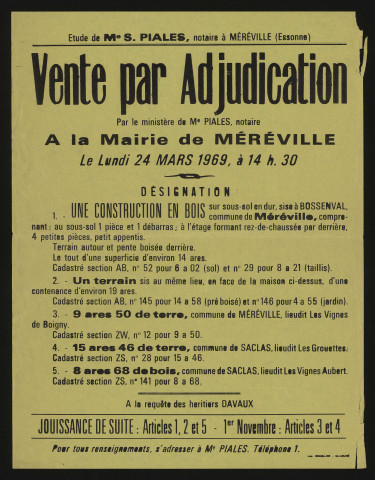 Etude de Me S. PIALES, notaire à MÉRÉVILLE (Essonne)
Vente par Adjudication
Par le ministère de Me PIALES, notaire
A la Mairie de MÉRÉVILLE
Le Lundi 24 MARS 1969, à 14 h. 30
DÉSIGNATION
1. - UNE CONSTRUCTION EN BOIS sur sous-sol en dur, sise à BOSSENVAL, commune de Méréville, compre-
nant : au sous-sol 1 pièce et 1 débarras ; à l'étage formant rez-de-chaussée par derrière,
4 petites pièces, petit appentis.
Terrain autour et pente boisée derrière.
Le tout d'une superficie d'environ 14 ares.
Cadastré section AB, n° 52 pour 6 a 02 (sol) et n° 29 pour 8 a 21 (taillis).
2. - Un terrain sis au même lieu, en face de la maison ci-dessus, d'une
contenance d'environ 19 ares.
Cadastré section AB, n° 145 pour 14 a 58 (pré boisé) et n° 146 pour 4 a 55 (jardin).
3. - 9 ares 50 de terre, commune de MÉRÉVILLE, lieudit Les Vignes
de Boigny.
Cadastré section ZW, n° 12 pour 9 a 50.
4. - 15 ares 46 de terre, commune de SACLAS, lieudit Les Grouettes.
Cadastré section ZS, n° 28 pour 15 a 46.
5. - 8 ares 68 de bois, commune de SACLAS, lieudit Les Vignes Aubert.
Cadastré section ZS, n° 141 pour 8 a 68.
A la requête des heritiers DAVAUX
JOUISSANCE DE SUITE : Articles 1, 2 et 5 - 1er Novembre : Articles 3 et 4
Pour tous renseignements, s'adresser à Me PIALES. Téléphone 1.